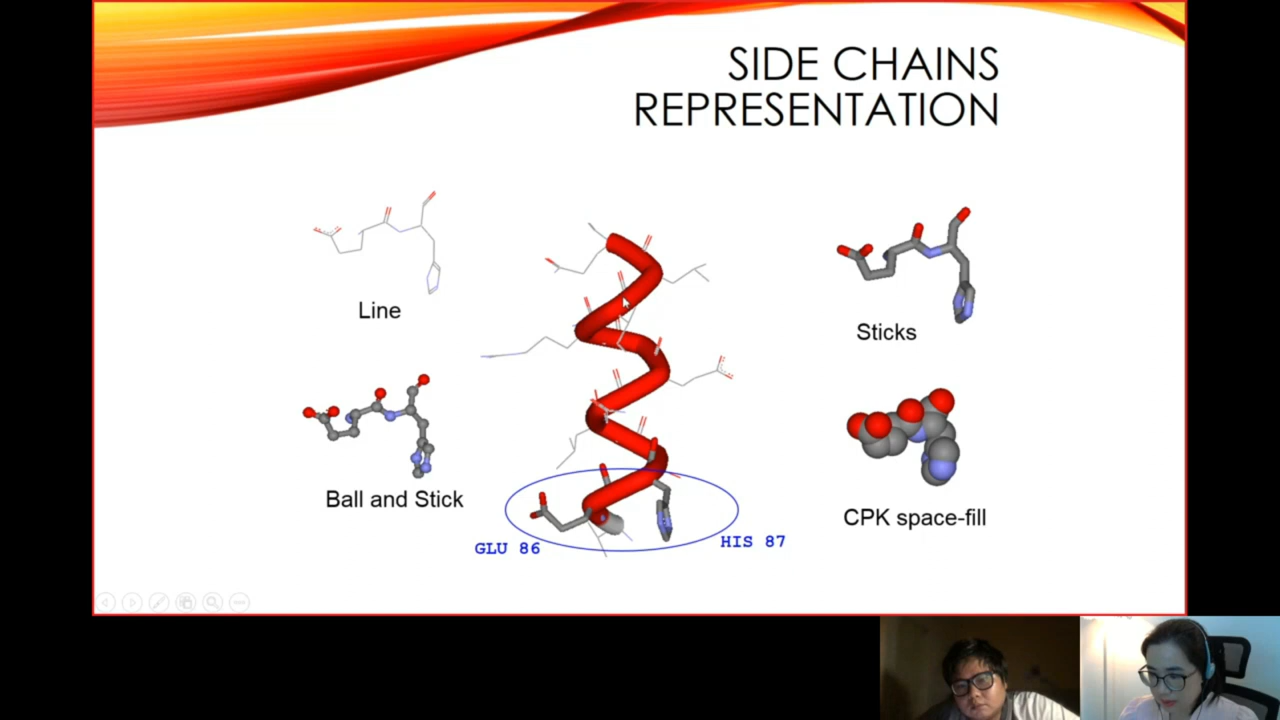 SIDE CHAINS
REPRESENTATION
Line
Sticks
Ball and Stick
CPK space-fill
GLU 86
HIS 87